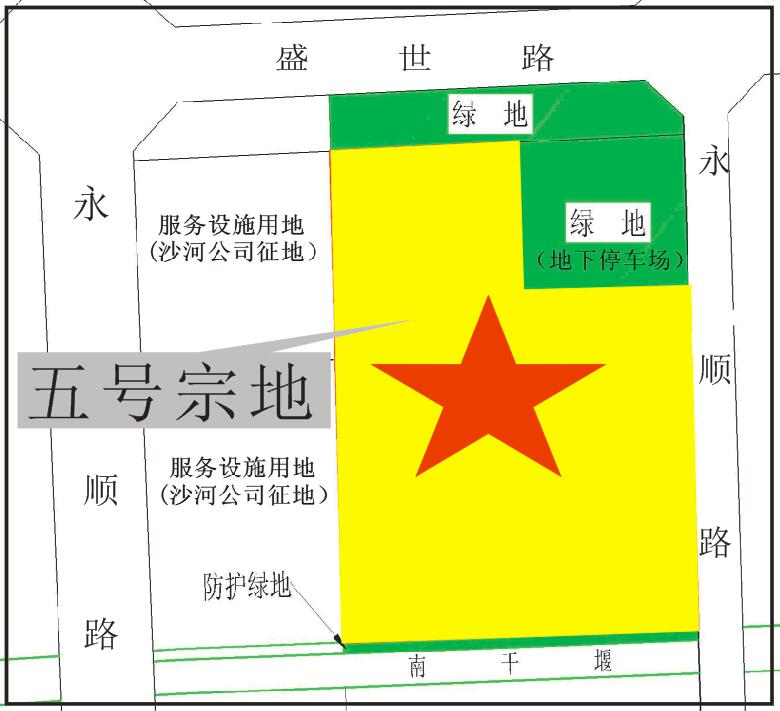 盛 世 路
绿 地
永 顺 路
永 顺 路
服务设施用地
(沙河公司征地)
绿 地
(地下停车场)
五号宗地
服务设施用地
(沙河公司征地)
防护绿地
南 干 堰